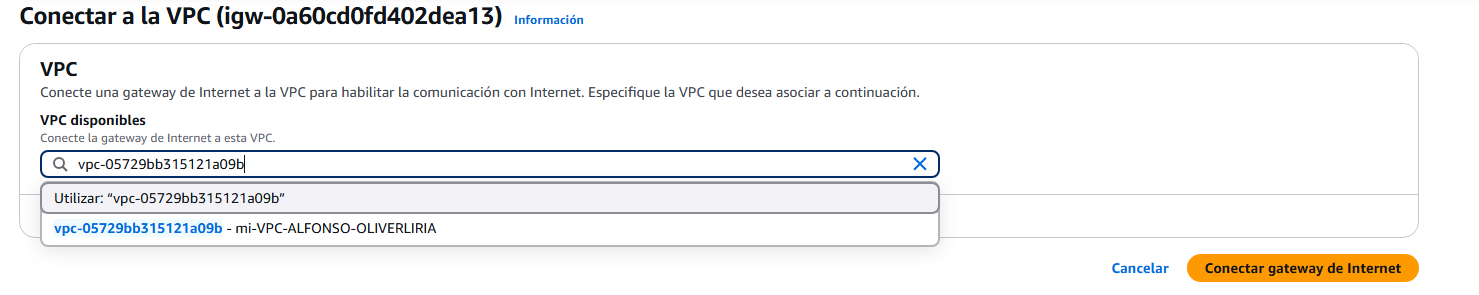 Conectar a la VPC (igw-0a60cd0fd402dea13) Información
VPC
Conecte una gateway de Internet a la VPC para habilitar la comunicación con Internet. Especifique la VPC que desea asociar a continuación.
VPC disponibles
Conecte la gateway de Internet a esta VPC.
vpc-05729bb315121a09b
Utilizar: “vpc-05729bb315121a09b”
vpc-05729bb315121a09b - mi-VPC-ALFONSO-OLIVERLIRIA
Cancelar Conectar gateway de Internet